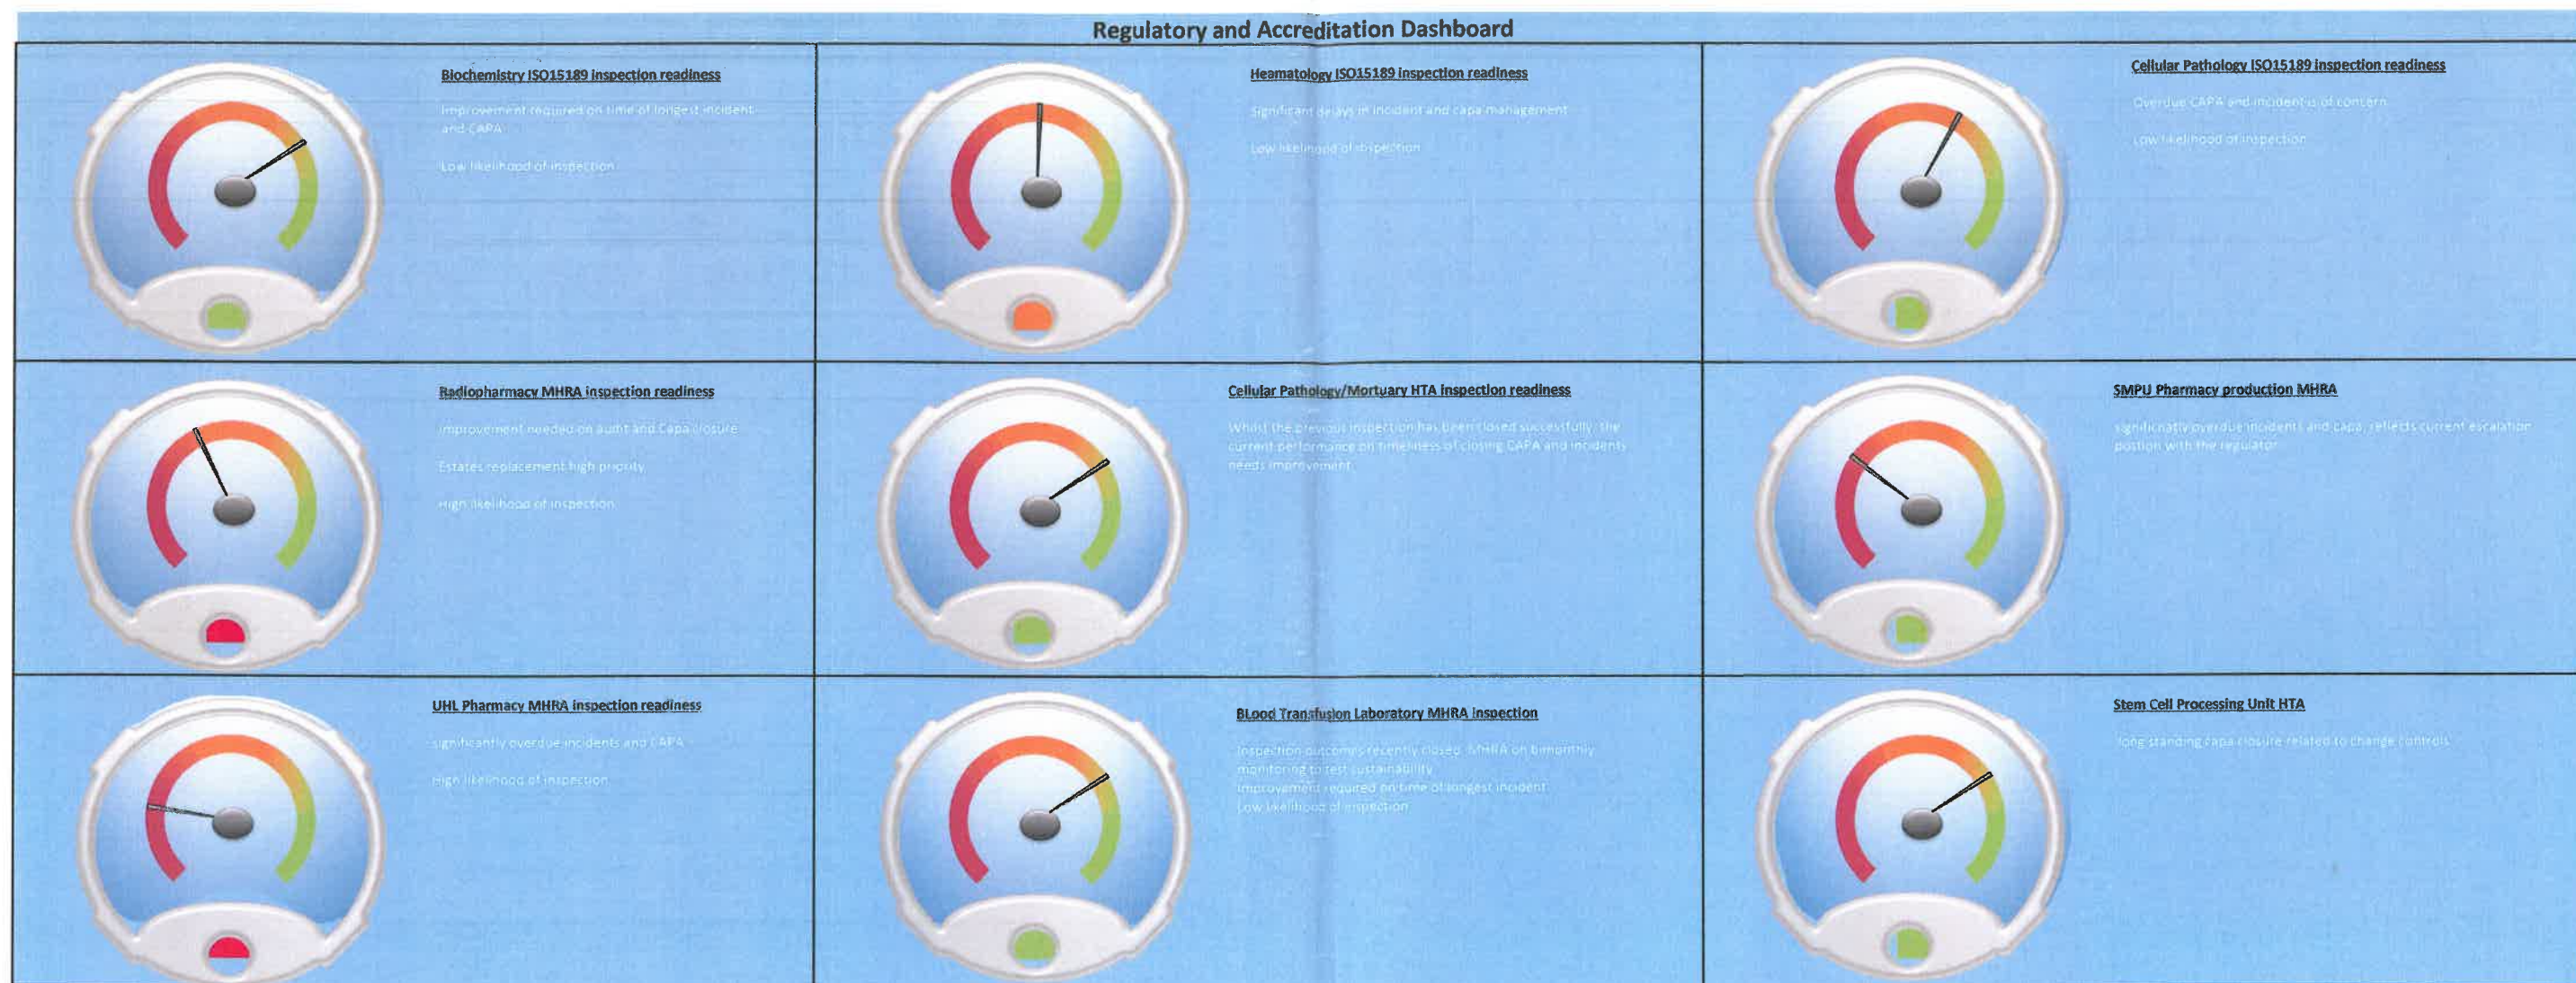 Regulatory and Accreditation Dashboard
Biochemistry ISO15189 inspection readiness
Improvement required on time of longest incident
and CAPA
Low likelihood of inspection
Heamatology ISO15189 inspection readiness
Significant delays in incident and capa management
Low likelihood of inspection
Cellular Pathology ISO15189 inspection readiness
Overdue CAPA and incident is of concern
Low likelihood of inspection
Radiopharmacy MHRA inspection readiness
Improvement needed on audit and Capa closure
Estates replacement high priority
High likelihood of inspection
Cellular Pathology/Mortuary HTA inspection readiness
Whilst the previous inspection has been closed successfully, the
current performance on timeliness of closing CAPA and incidents
needs improvement
SMPU Pharmacy production MHRA
significnatly overdue incidents and capa, reflects current escalation
postion with the regulator
UHL Pharmacy MHRA inspection readiness
significantly overdue incidents and CAPA
High likelihood of inspection
BLood Transfusion Laboratory MHRA inspection
Inspection outcomes recently closed. MHRA on bimonthly
monitoring to test sustainability
Improvement required on time of longest incident
Low likelihood of inspection
Stem Cell Processing Unit HTA
long standing capa closure related to change controls